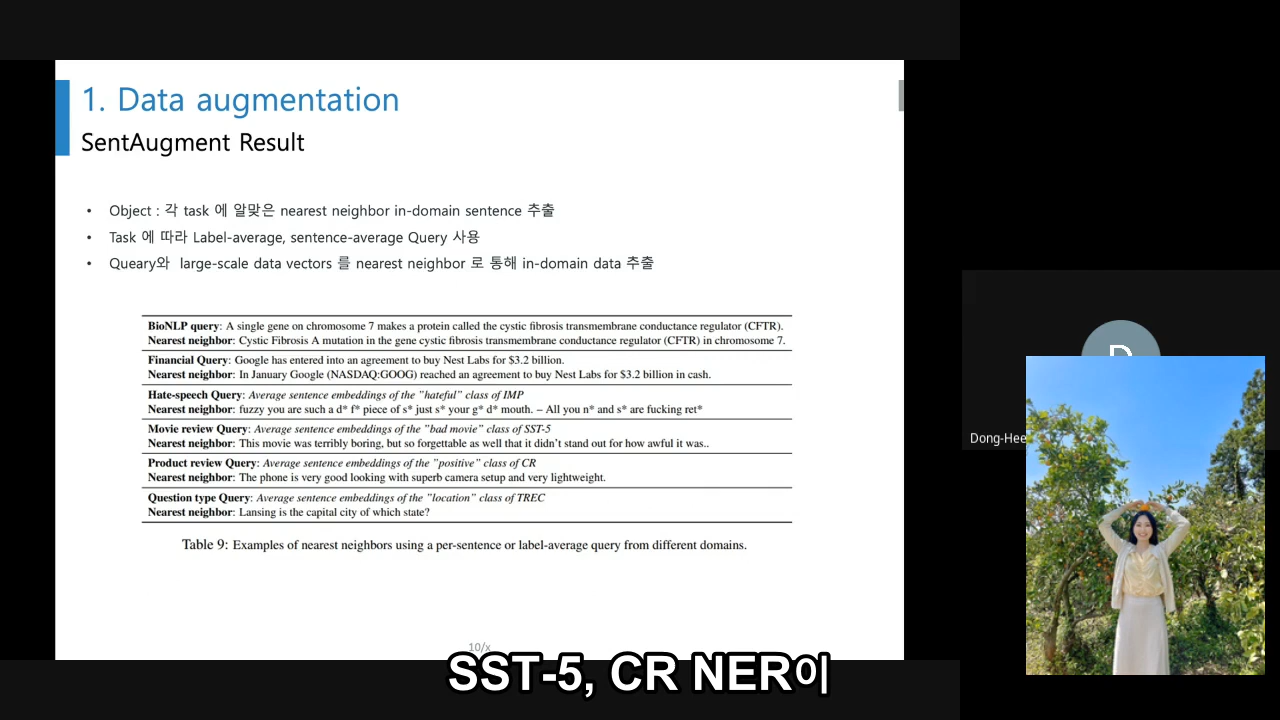 1. Data augmentation
SentAugment Result
• Object : 각 task 에 알맞은 nearest neighbor in-domain sentence 추출
• Task 에 따라 Label-average, sentence-average Query 사용
• Queary와 large-scale data vectors 를 nearest neighbor 로 통해 in-domain data 추출
BioNLP query: A single gene on chromosome 7 makes a protein called the cystic fibrosis transmembrane conductance regulator (CFTR).
Nearest neighbor: Cystic Fibrosis A mutation in the gene cystic fibrosis transmembrane conductance regulator (CFTR) in chromosome 7.
Financial Query: Google has entered into an agreement to buy Nest Labs for $3.2 billion.
Nearest neighbor: In January Google (NASDAQ:GOOG) reached an agreement to buy Nest Labs for $3.2 billion in cash.
Hate-speech Query: Average sentence embeddings of the "hateful" class of IMP
Nearest neighbor: fuzzy you are such a d* f* piece of s* just s* your g* d* mouth. – All you n* and s* are fucking ret*
Movie review Query: Average sentence embeddings of the "bad movie" class of SST-5
Nearest neighbor: This movie was terribly boring, but so forgettable as well that it didn't stand out for how awful it was..
Product review Query: Average sentence embeddings of the "positive" class of CR
Nearest neighbor: The phone is very good looking with superb camera setup and very lightweight.
Question type Query: Average sentence embeddings of the "location" class of TREC
Nearest neighbor: Lansing is the capital city of which state?
Table 9: Examples of nearest neighbors using a per-sentence or label-average query from different domains.
10/x
D
Dong-Hee
SST-5, CR NER이